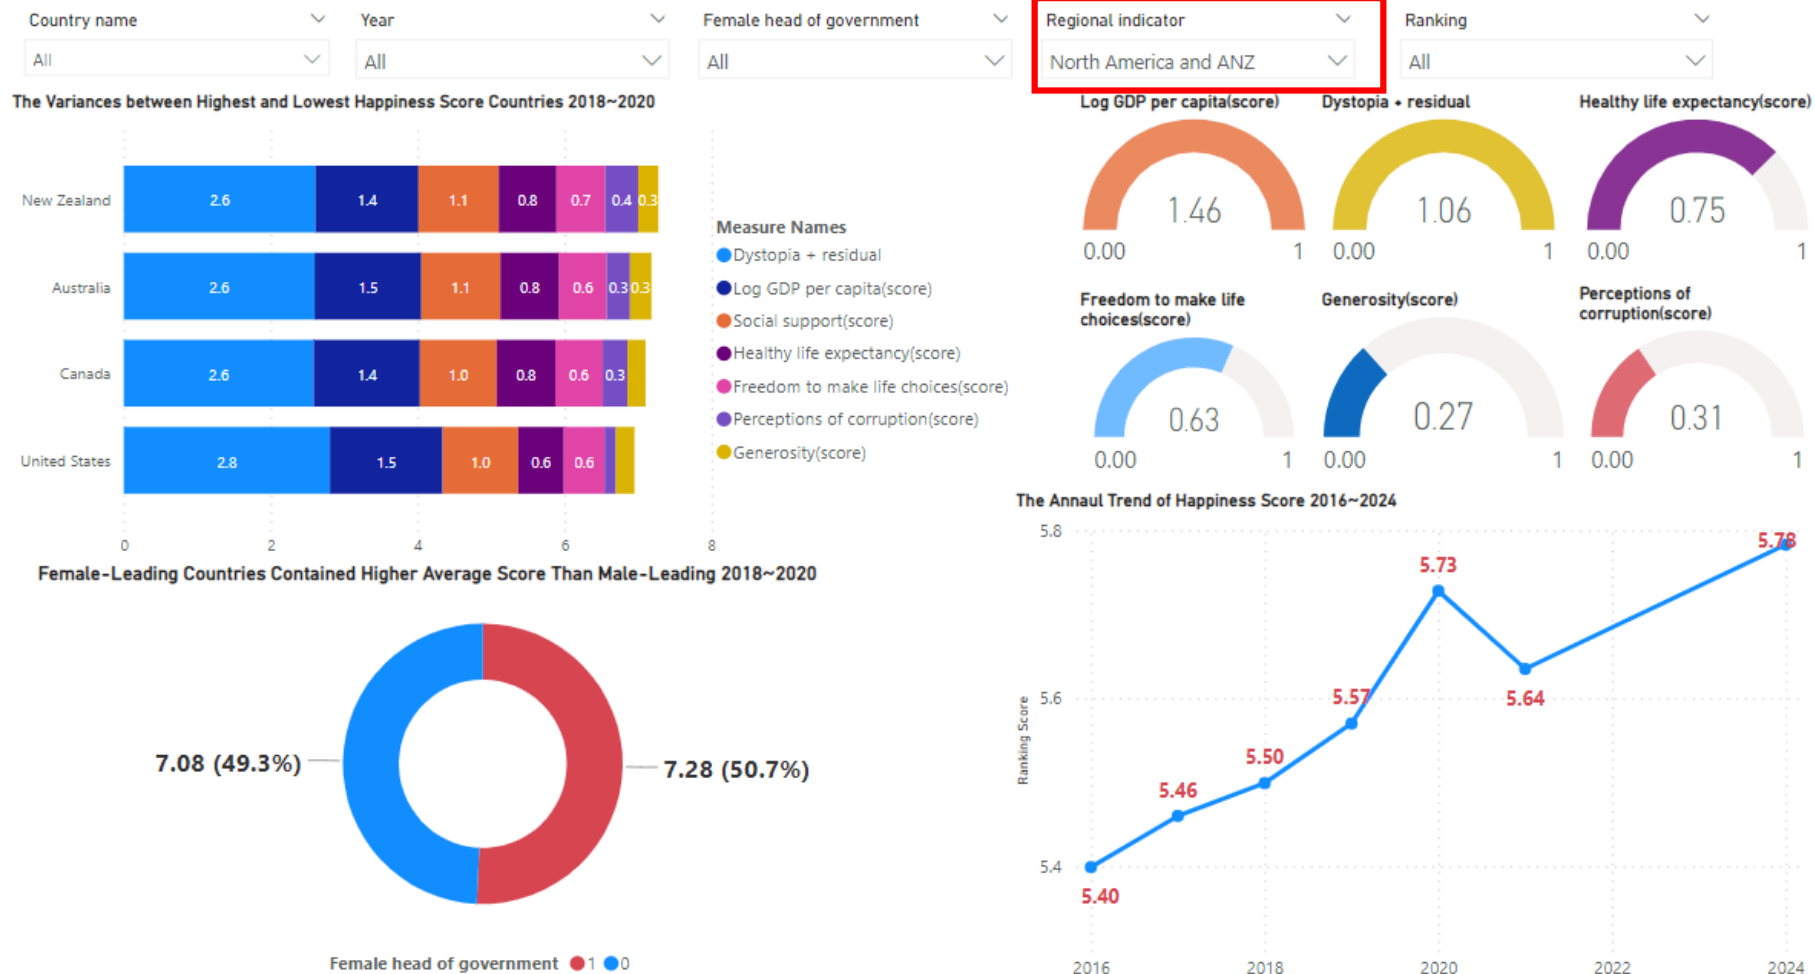 Country name
Year
Female head of government
Regional indicator
Ranking
All
All
All
North America and ANZ
All
The Variances between Highest and Lowest Happiness Score Countries 2018~2020
New Zealand 2.6 1.4 1.1 0.8 0.7 0.4 0.3
Australia 2.6 1.5 1.1 0.8 0.6 0.3 0.3
Canada 2.6 1.4 1.0 0.8 0.6 0.3
United States 2.8 1.5 1.0 0.6 0.6
0 2 4 6 8
Measure Names
Dystopia + residual
Log GDP per capita(score)
Social support(score)
Healthy life expectancy(score)
Freedom to make life choices(score)
Perceptions of corruption(score)
Generosity(score)
Log GDP per capita(score)
1.46
0.00 1
Dystopia + residual
1.06
0.00 1
Healthy life expectancy(score)
0.75
0.00 1
Freedom to make life
choices(score)
0.63
0.00 1
Generosity(score)
0.27
0.00 1
Perceptions of
corruption(score)
0.31
0.00 1
Female-Leading Countries Contained Higher Average Score Than Male-Leading 2018~2020
7.08 (49.3%)
7.28 (50.7%)
Female head of government 1 0
The Annaul Trend of Happiness Score 2016~2024
Ranking Score
5.8
5.6
5.4
5.40
5.46
5.50
5.57
5.73
5.64
5.78
2016 2018 2020 2022 2024